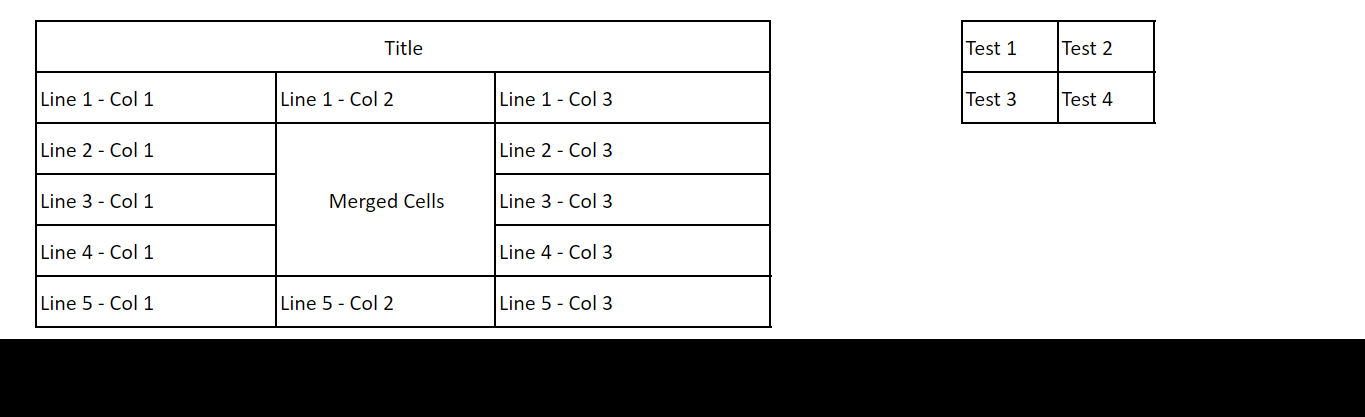 Title
Line 1 - Col 1 Line 1 - Col 2 Line 1 - Col 3
Line 2 - Col 1 Line 2 - Col 3
Line 3 - Col 1 Merged Cells Line 3 - Col 3
Line 4 - Col 1 Line 4 - Col 3
Line 5 - Col 1 Line 5 - Col 2 Line 5 - Col 3
Test 1 Test 2
Test 3 Test 4